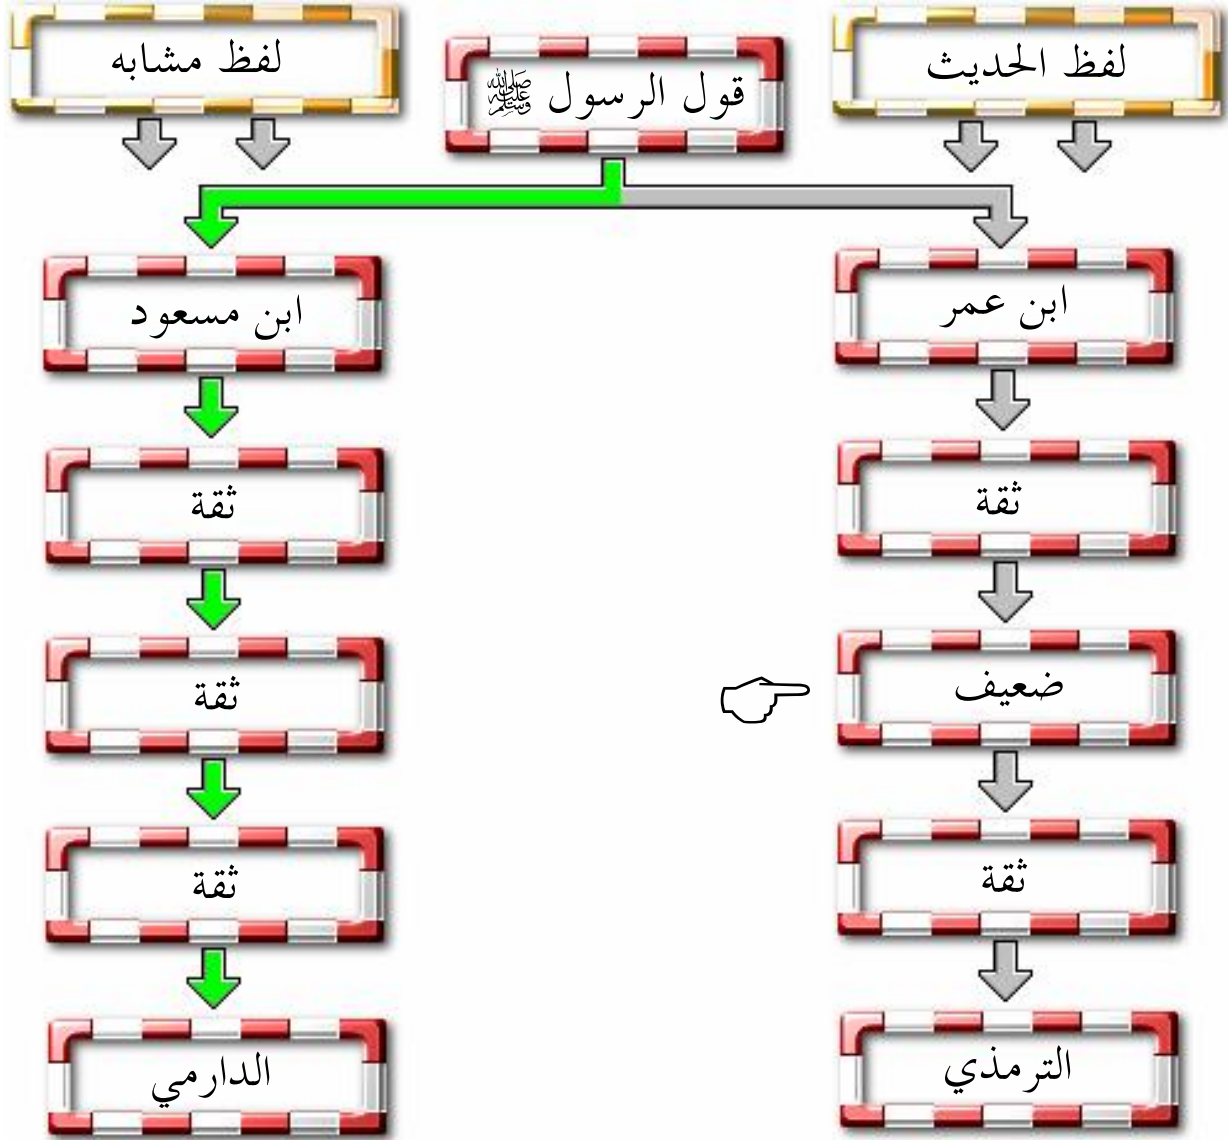 لفظ الحديث
قول الرسول ﷺ
لفظ مشابه
ابن عمر
ابن مسعود
ثقة
ثقة
ضعيف
ثقة
ثقة
ثقة
الترمذي
الدارمي